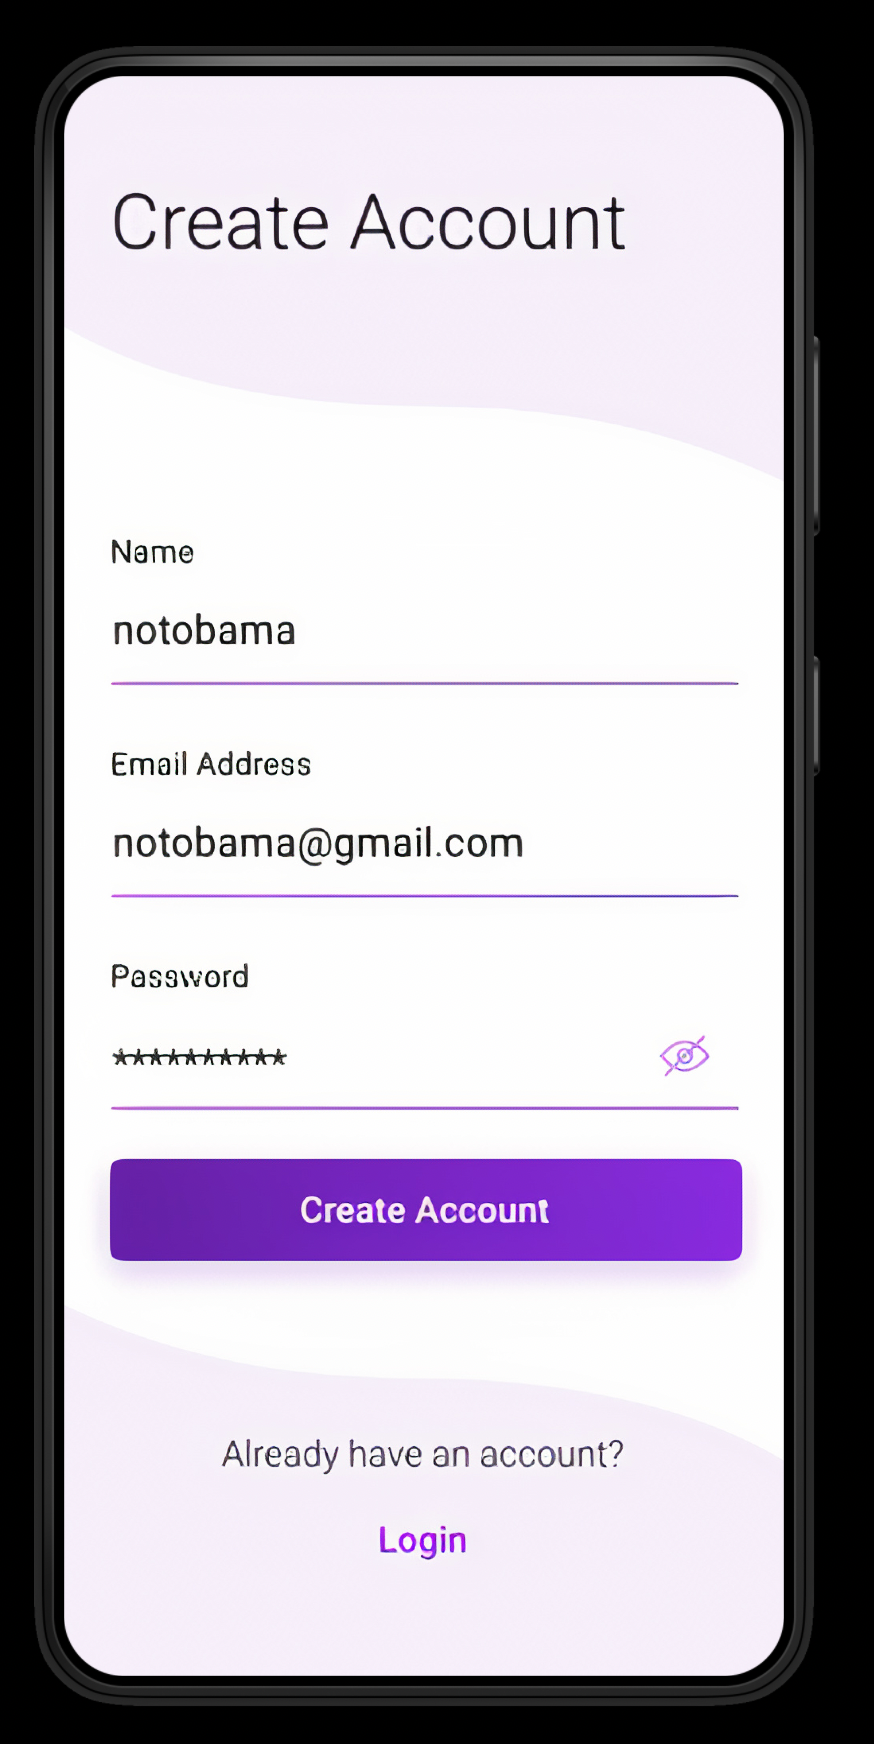 Create Account
Name
notobama
Email Address
notobama@gmail.com
Password
**********
Create Account
Already have an account?
Login